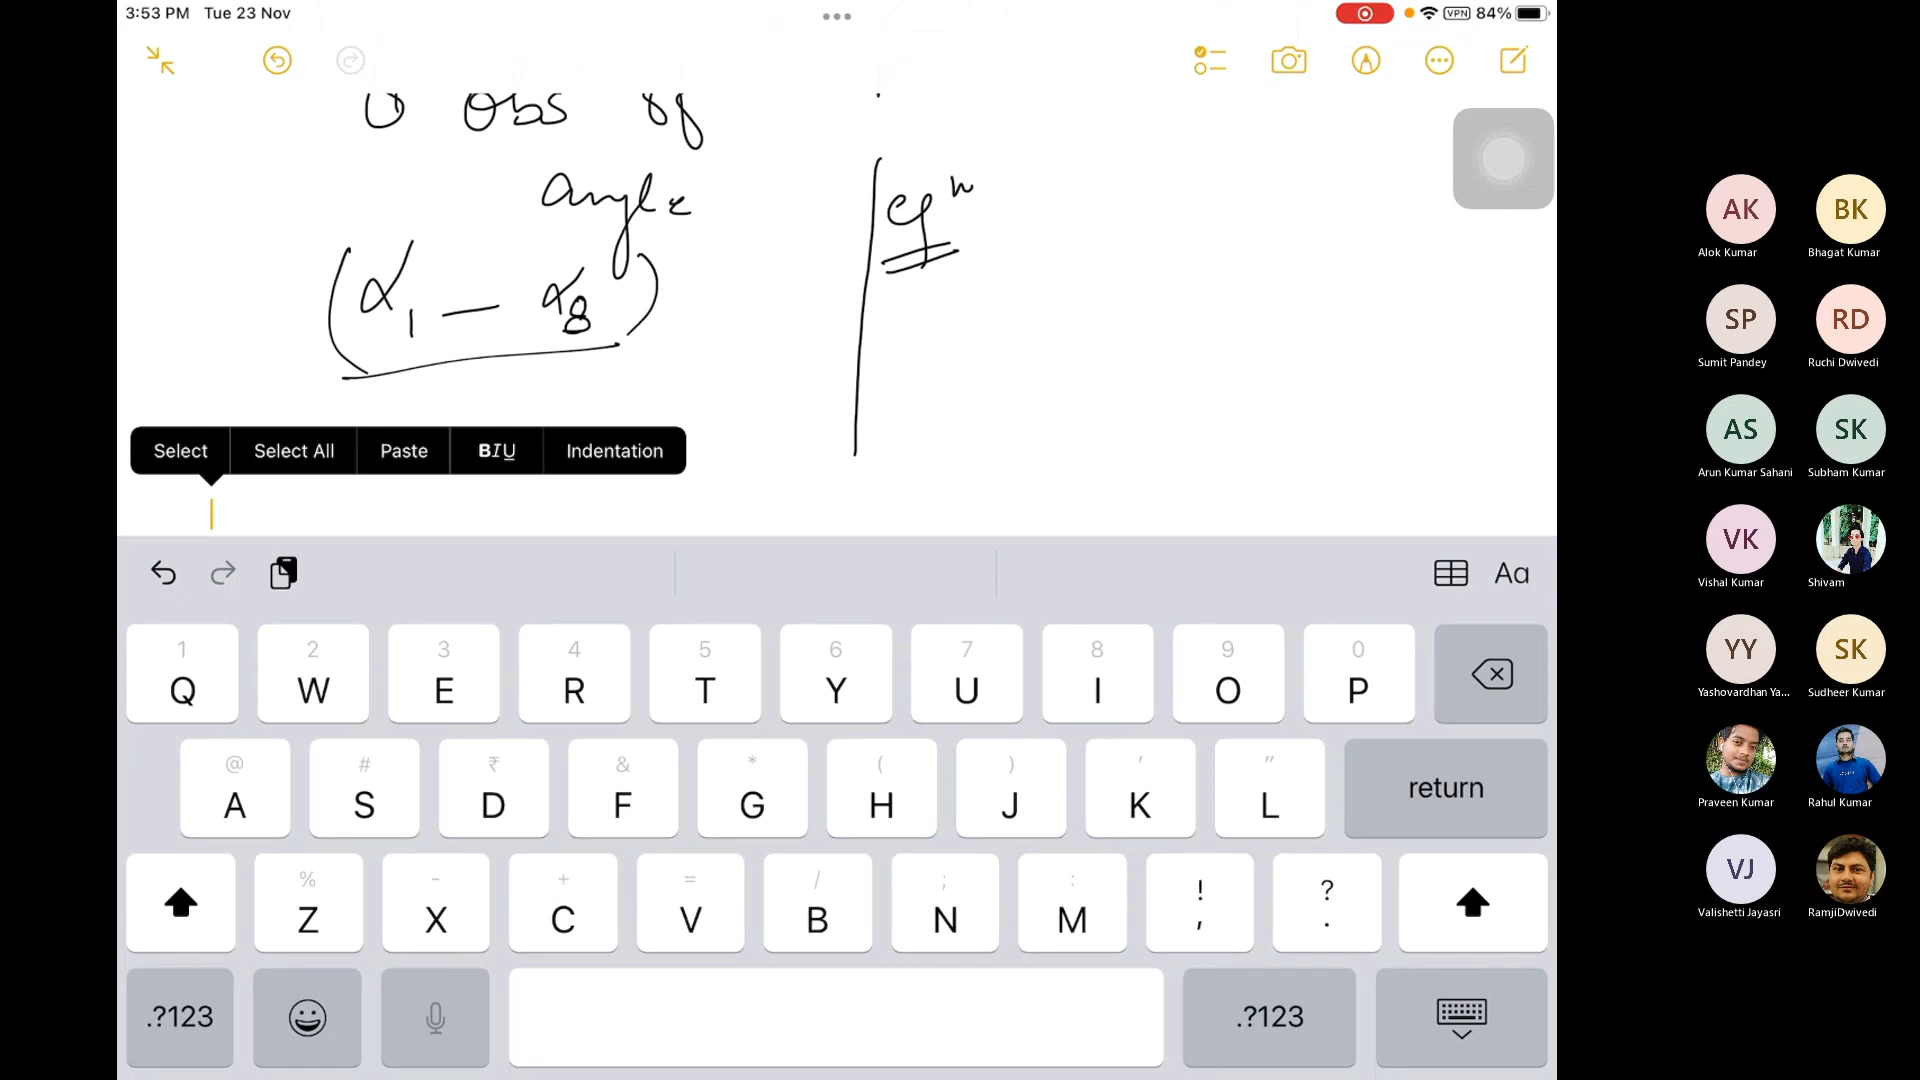 3:53 PM Tue 23 Nov
VPN 84%
obs of
angle
eqn
(α1 — α8)
Select Select All Paste BIU Indentation
Aa
1 2 3 4 5 6 7 8 9 0
Q W E R T Y U I O P
@ # ₹ & * ( ) ' "
A S D F G H J K L return
% - + = / ; : ! ?
Z X C V B N M , .
.?123 .?123
AK BK
Alok Kumar Bhagat Kumar
SP RD
Sumit Pandey Ruchi Dwivedi
AS SK
Arun Kumar Sahani Subham Kumar
VK
Vishal Kumar Shivam
YY SK
Yashovardhan Ya... Sudheer Kumar
Praveen Kumar Rahul Kumar
VJ
Valishetti Jayasri RamjiDwivedi